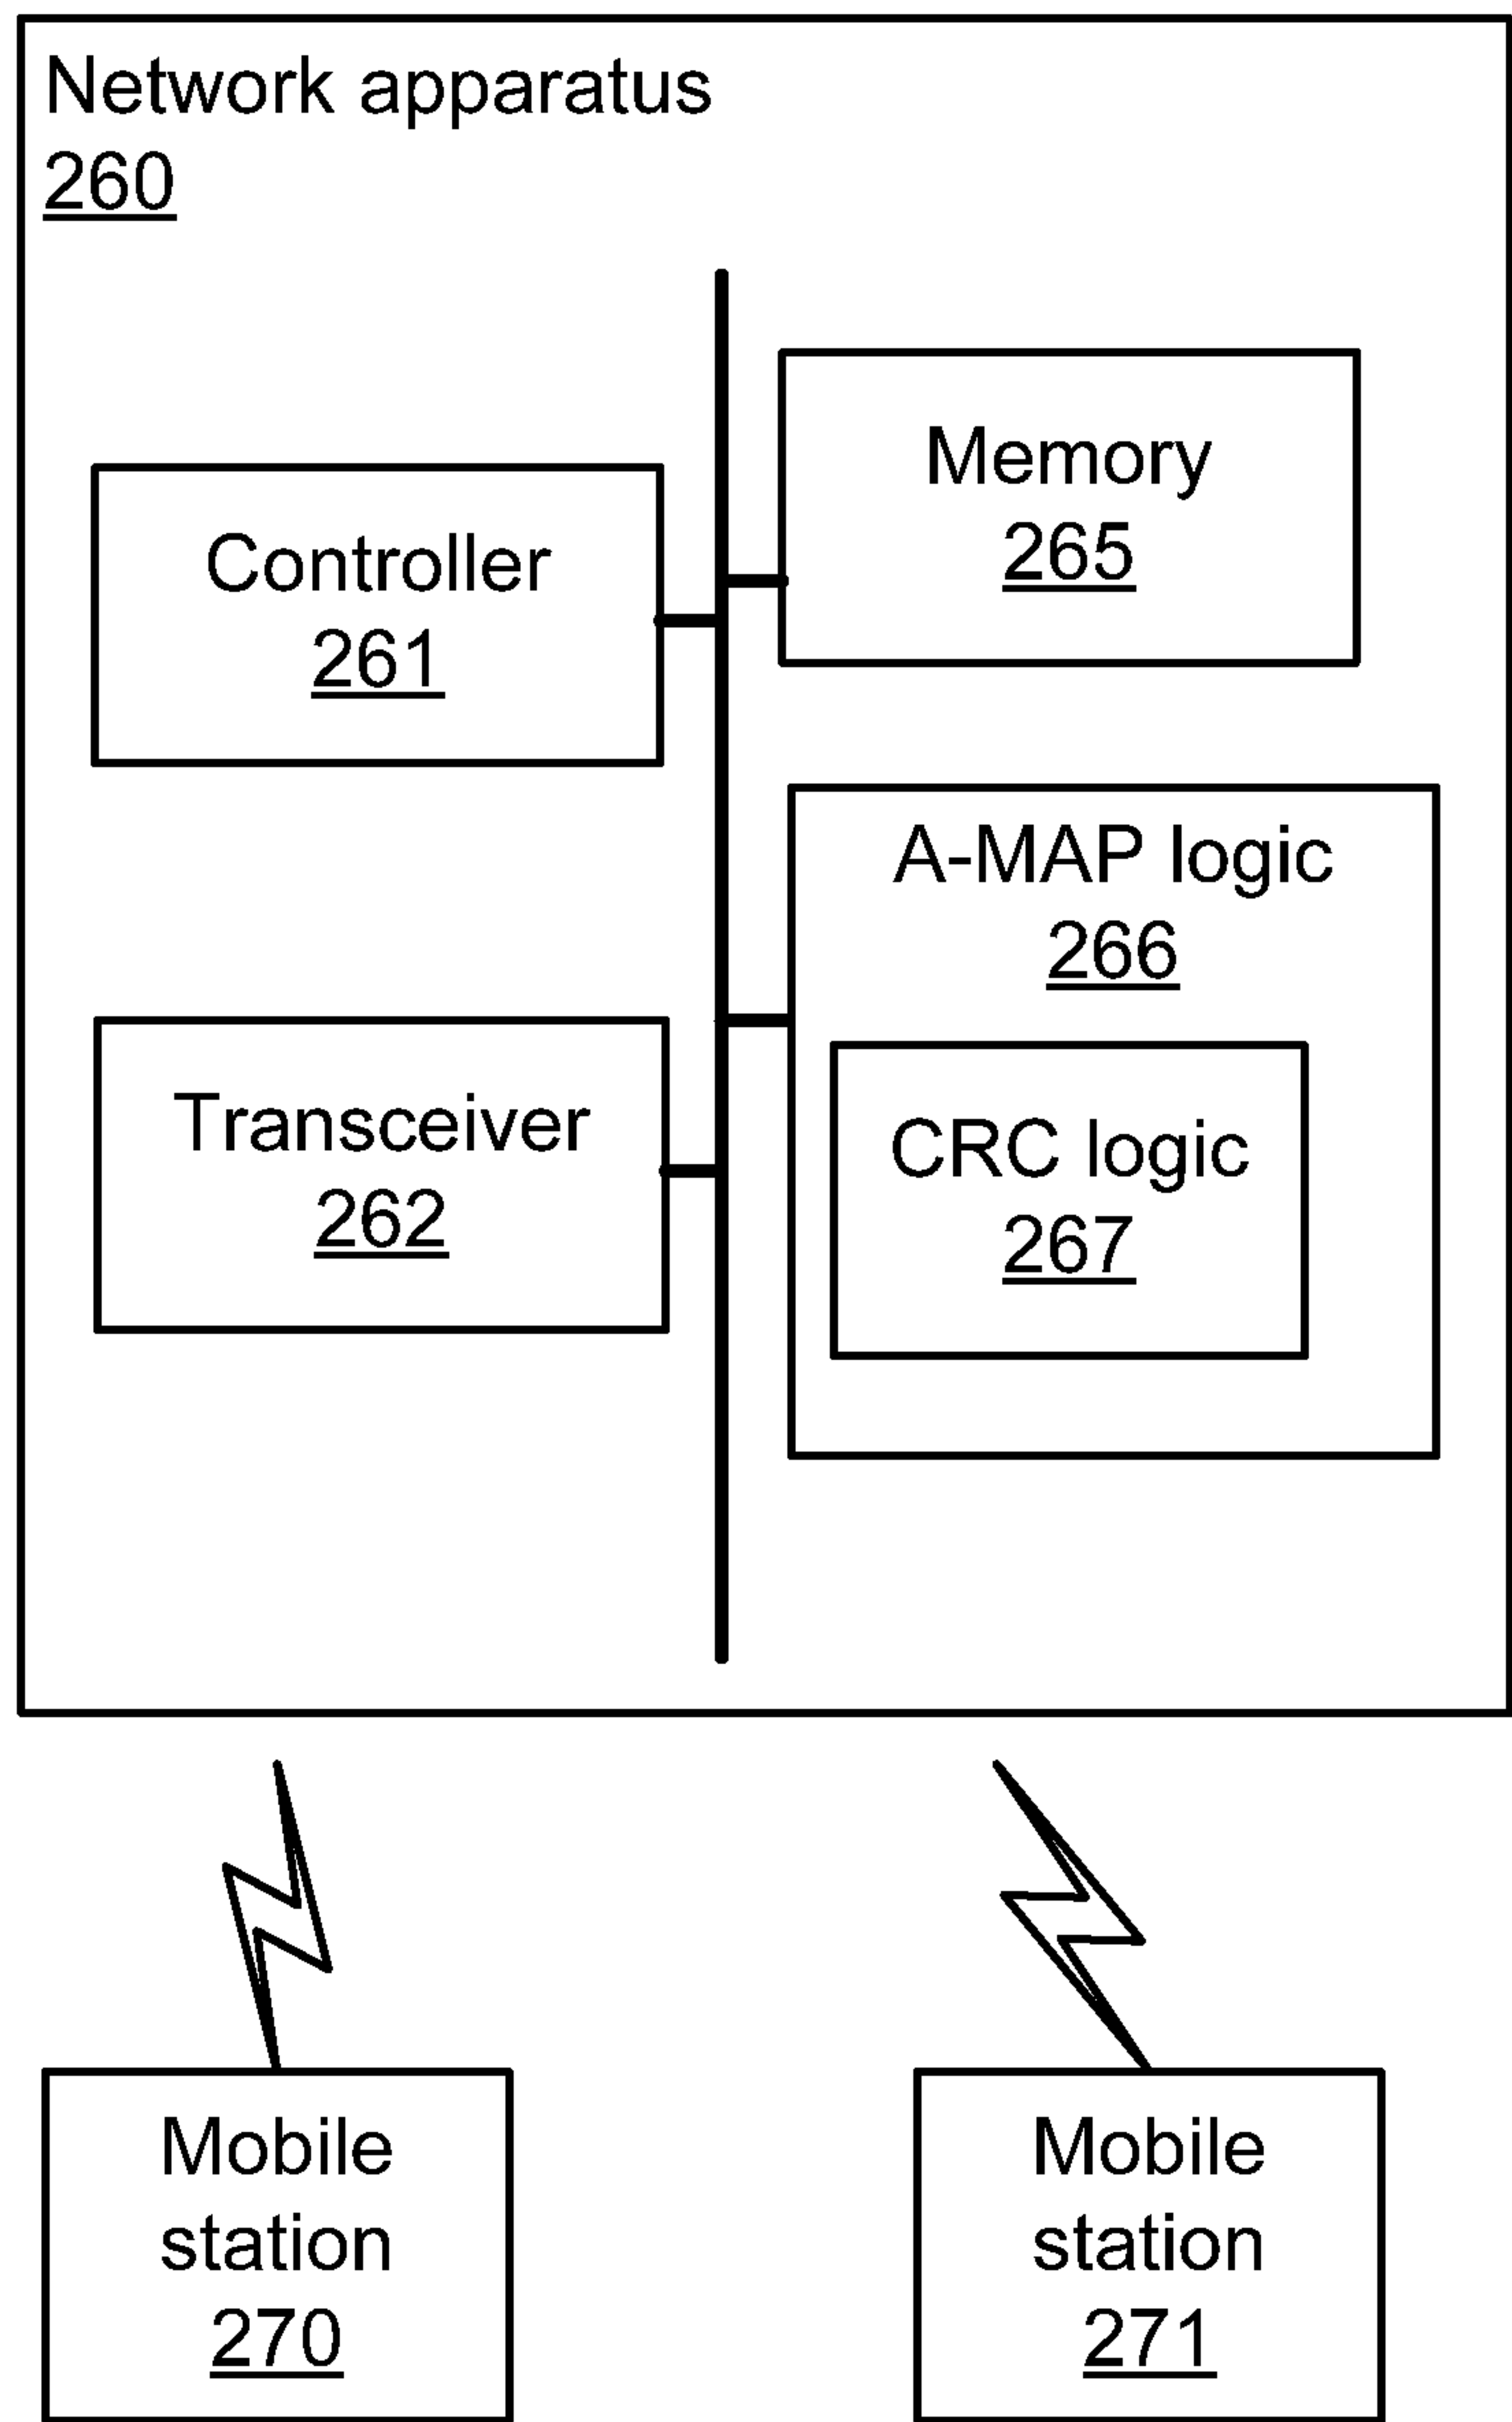 Network apparatus
260
Memory
265
Controller
261
A-MAP logic
266
Transceiver
262
CRC logic
267
Mobile
station
270
Mobile
station
271